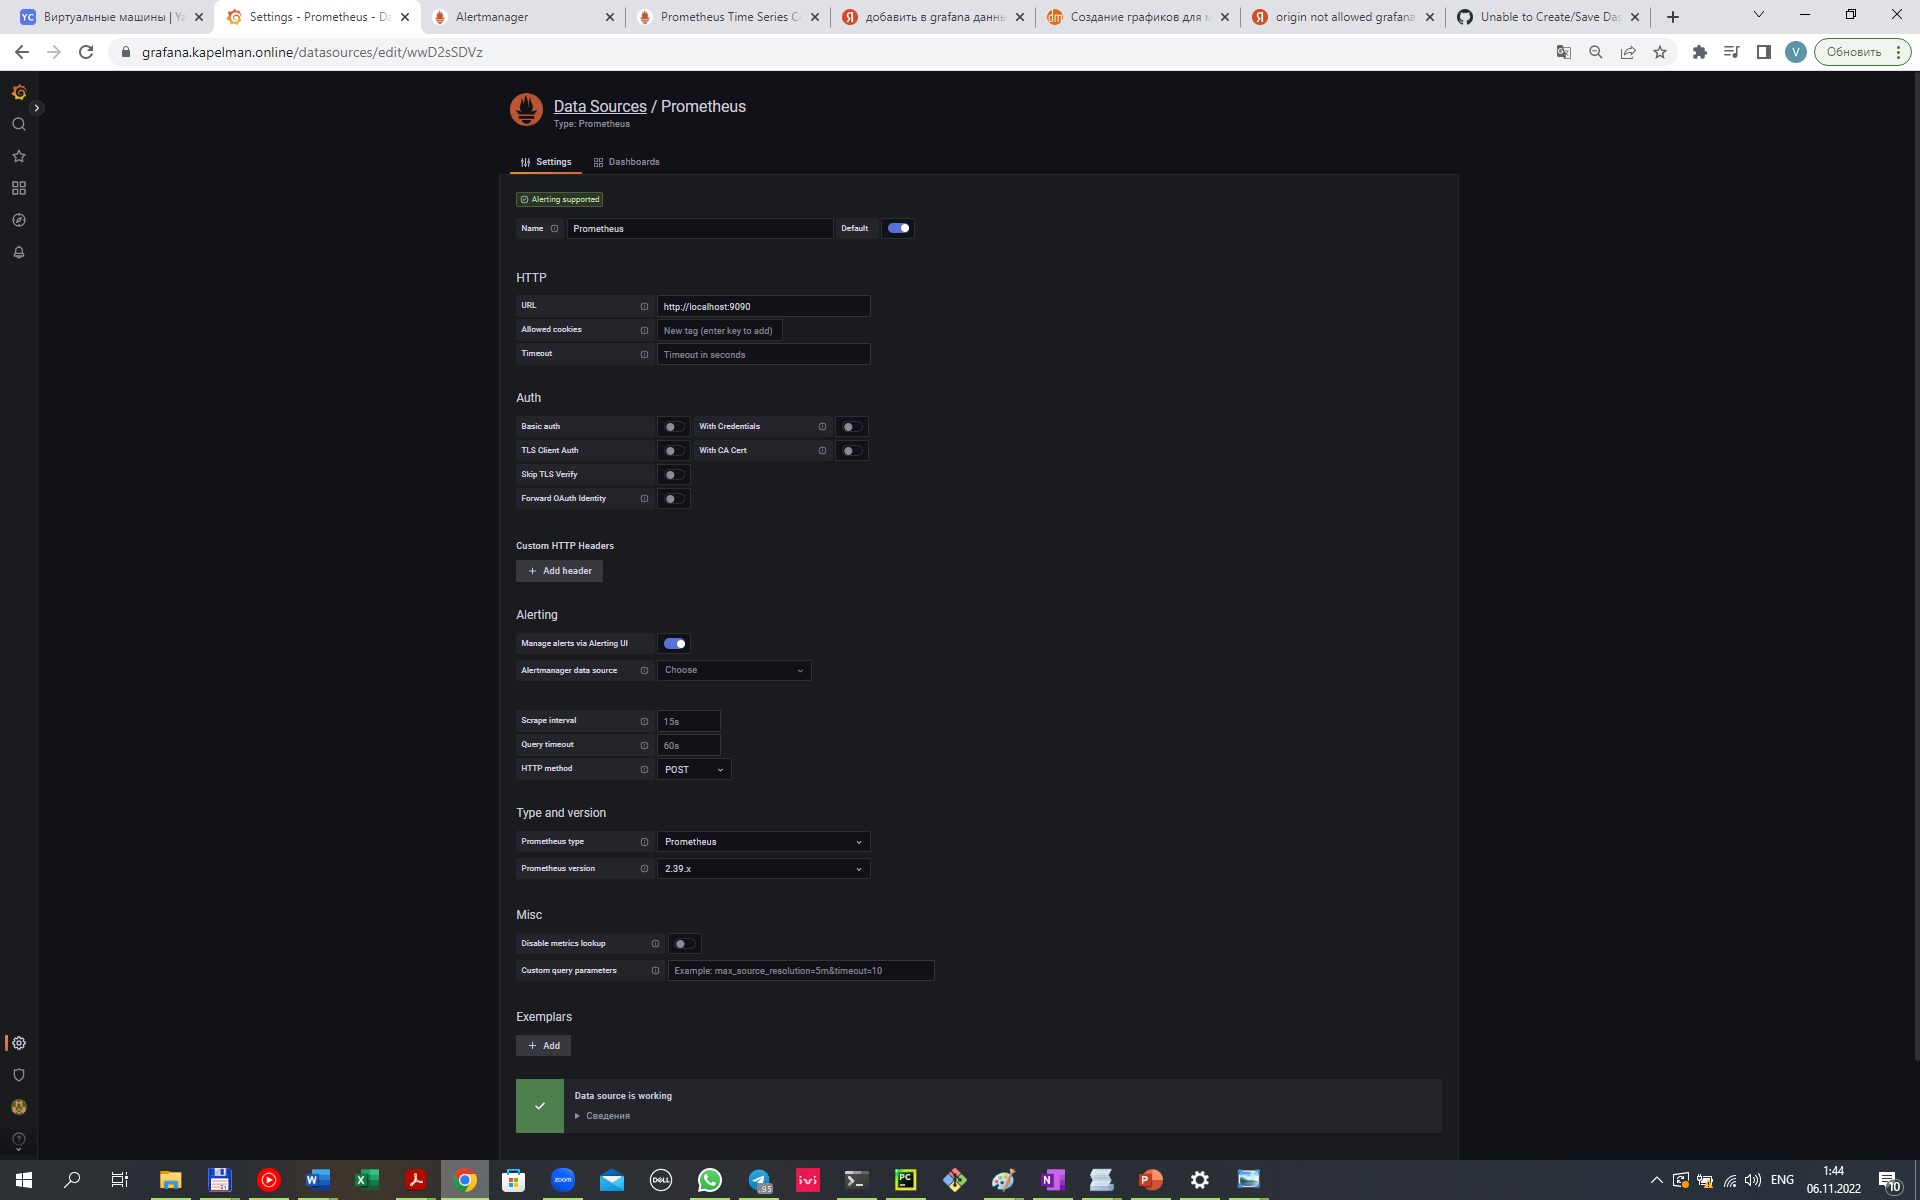 Виртуальные машины | Ya
Settings - Prometheus - Da
Alertmanager
Prometheus Time Series Co
добавить в grafana данны
Создание графиков для м
origin not allowed grafana
Unable to Create/Save Das
grafana.kapelman.online/datasources/edit/wwD2sSDVz
V
Обновить
Data Sources / Prometheus
Type: Prometheus
Settings
Dashboards
Alerting supported
Name
Prometheus
Default
HTTP
URL
http://localhost:9090
Allowed cookies
New tag (enter key to add)
Timeout
Timeout in seconds
Auth
Basic auth
With Credentials
TLS Client Auth
With CA Cert
Skip TLS Verify
Forward OAuth Identity
Custom HTTP Headers
+ Add header
Alerting
Manage alerts via Alerting UI
Alertmanager data source
Choose
Scrape interval
15s
Query timeout
60s
HTTP method
POST
Type and version
Prometheus type
Prometheus
Prometheus version
2.39.x
Misc
Disable metrics lookup
Custom query parameters
Example: max_source_resolution=5m&timeout=10
Exemplars
+ Add
Data source is working
Сведения
ENG
1:44
06.11.2022
10